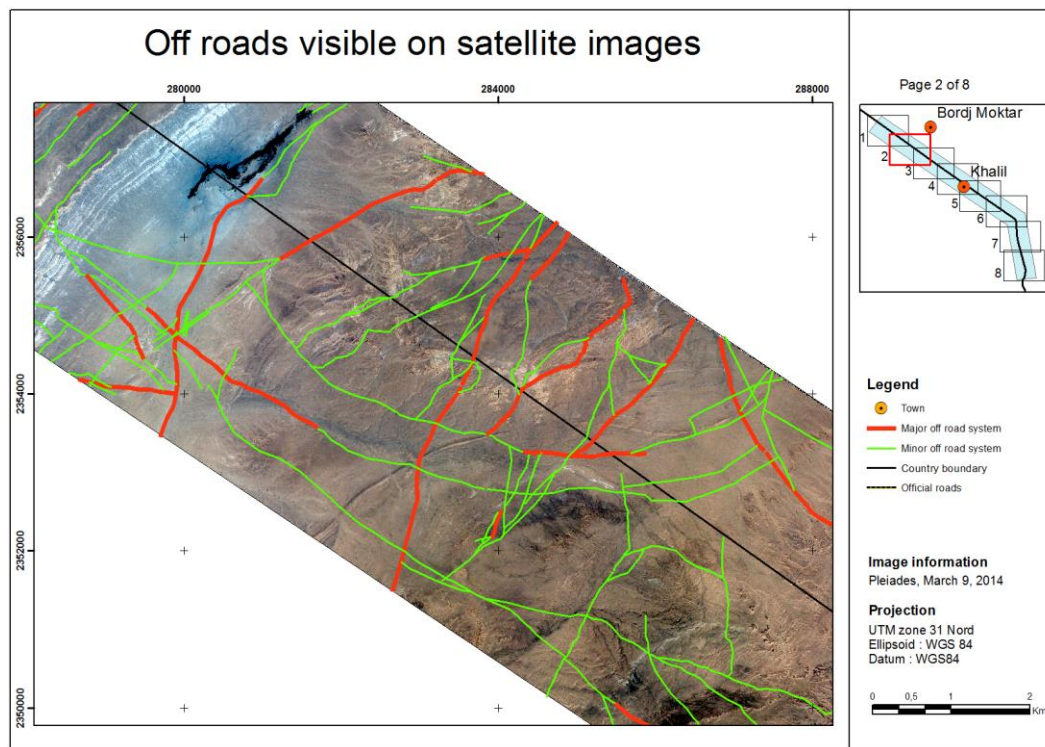 Off roads visible on satellite images
280000
284000
288000
2356000
2354000
2352000
2350000
Page 2 of 8
Bordj Moktar
Khalil
1
2
3
4
5
6
7
8
Legend
Town
Major off road system
Minor off road system
Country boundary
Official roads
Image information
Pleiades, March 9, 2014
Projection
UTM zone 31 Nord
Ellipsoid : WGS 84
Datum : WGS84
0 0,5 1 2
Km